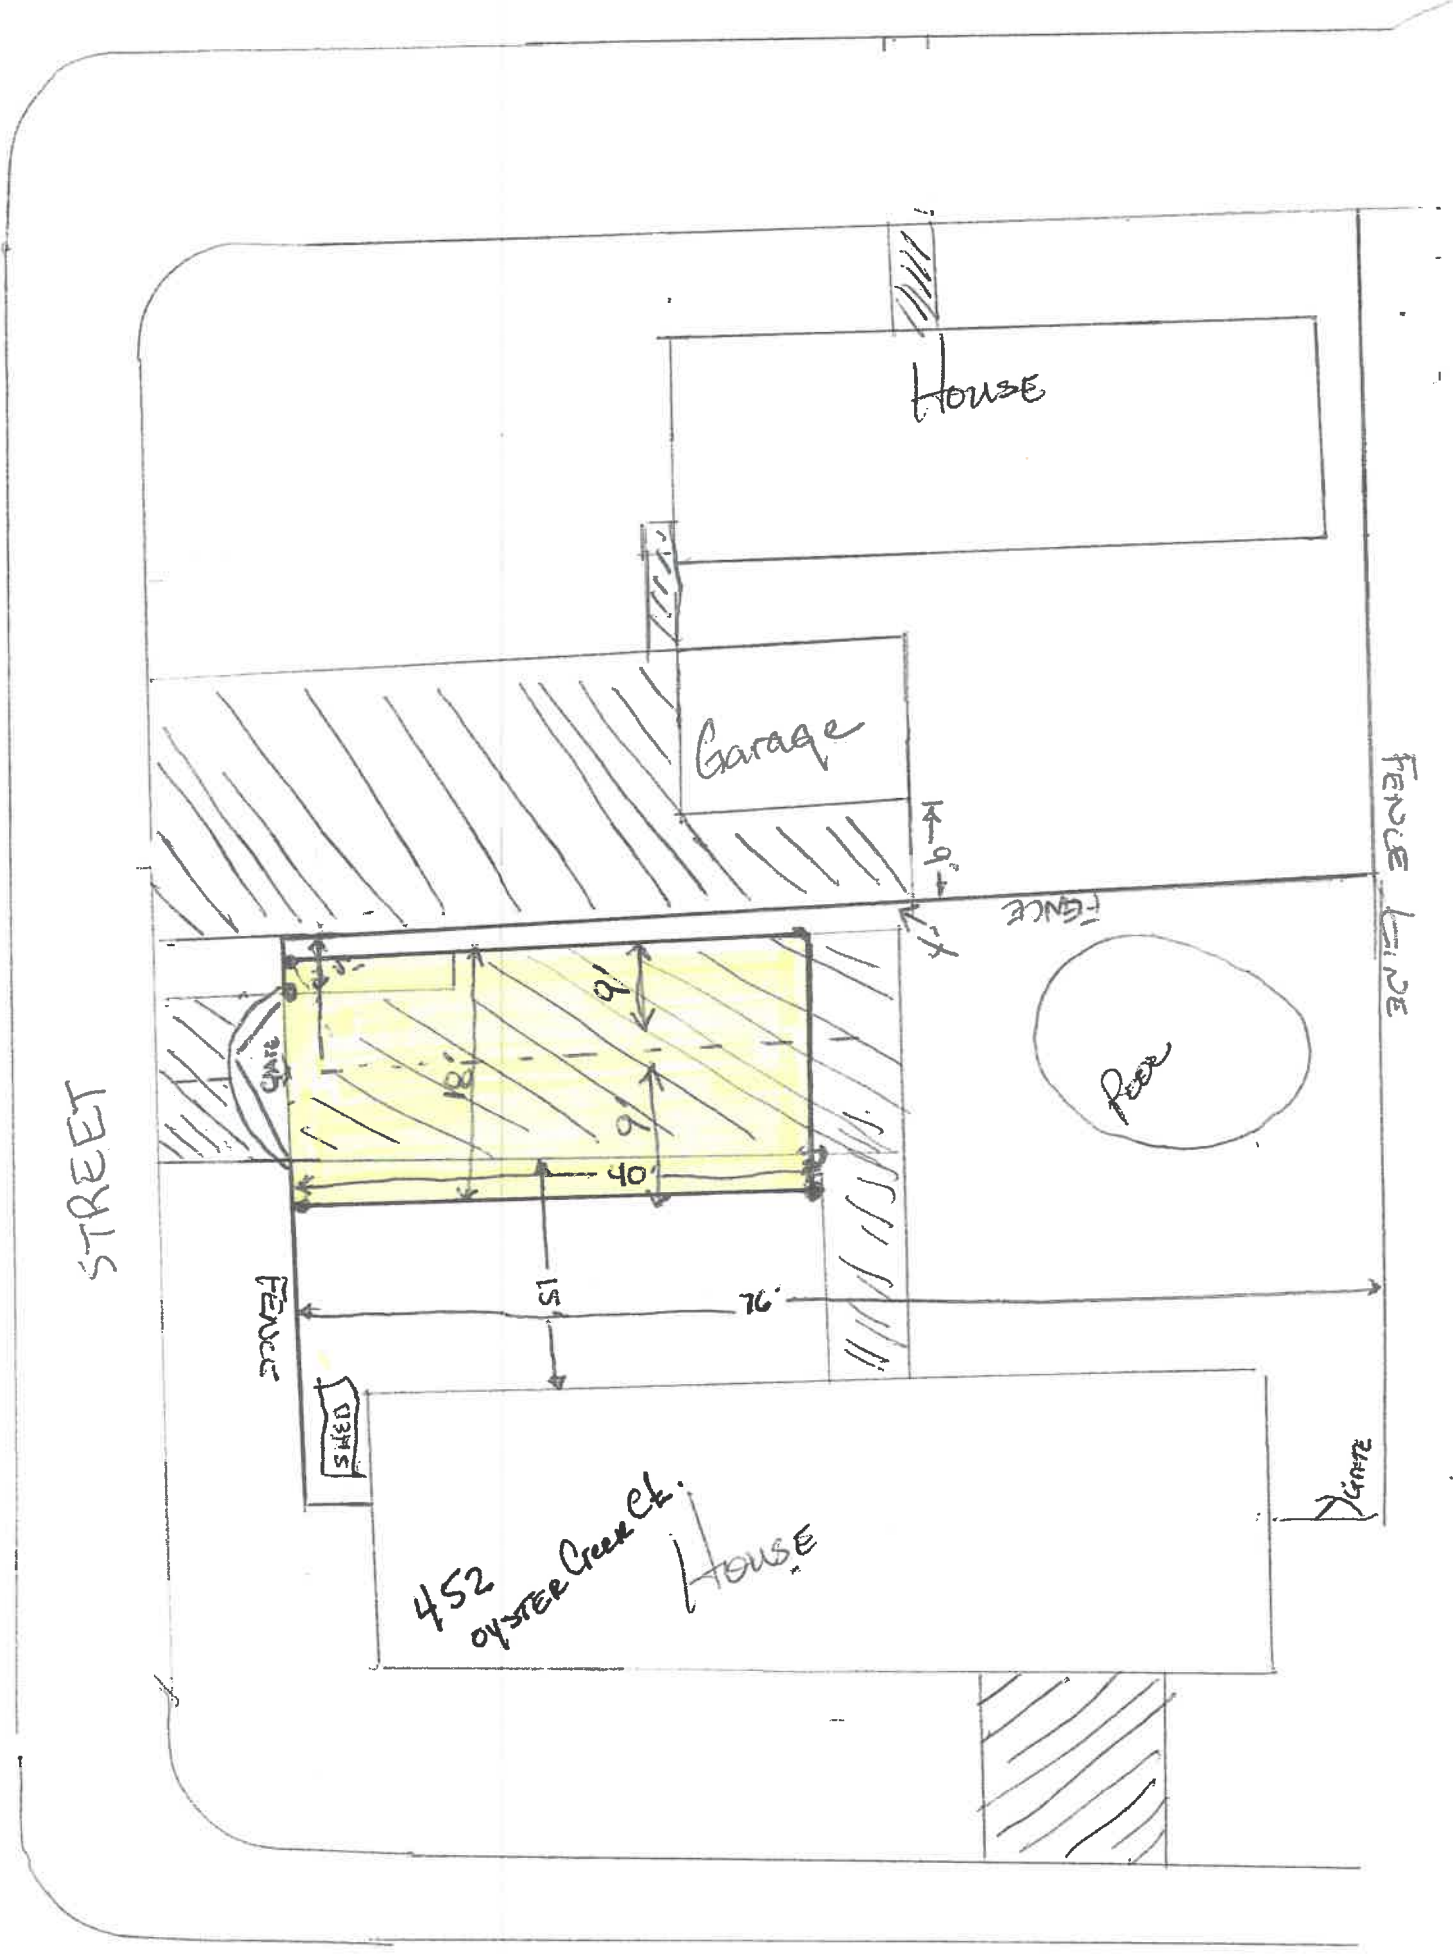 House
Garage
9'
FENCE LINE
FENCE
X
9'
GATE
18'
9'
Pool
STREET
40'
15'
76'
FENCE
SHED
GATE
452
OYSTER Creek Ct.
House